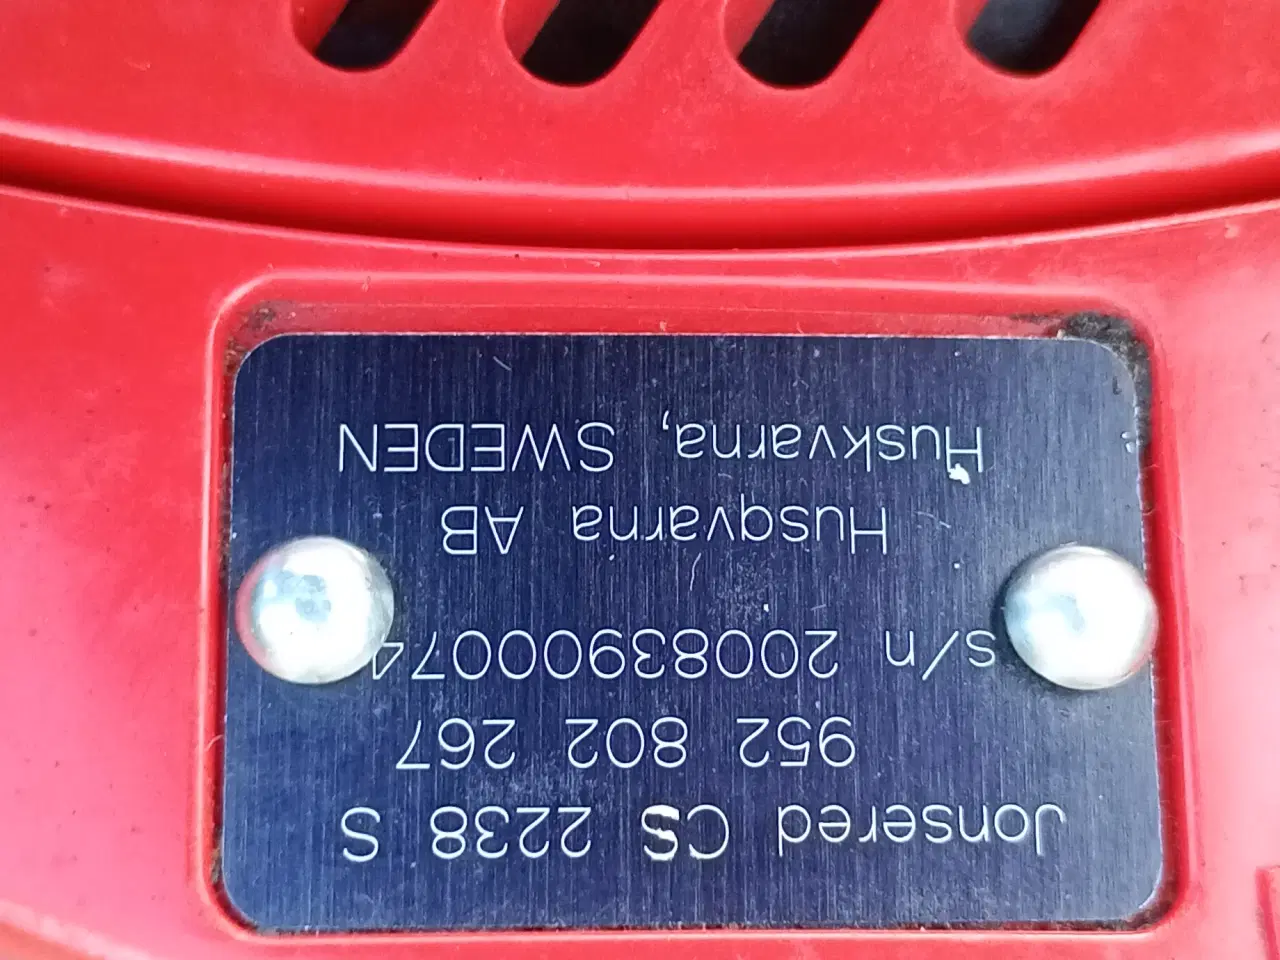 Jonsered CS 2238 S
952 802 267
s/n 20083900074
Husqvarna AB
Huskvarna, SWEDEN